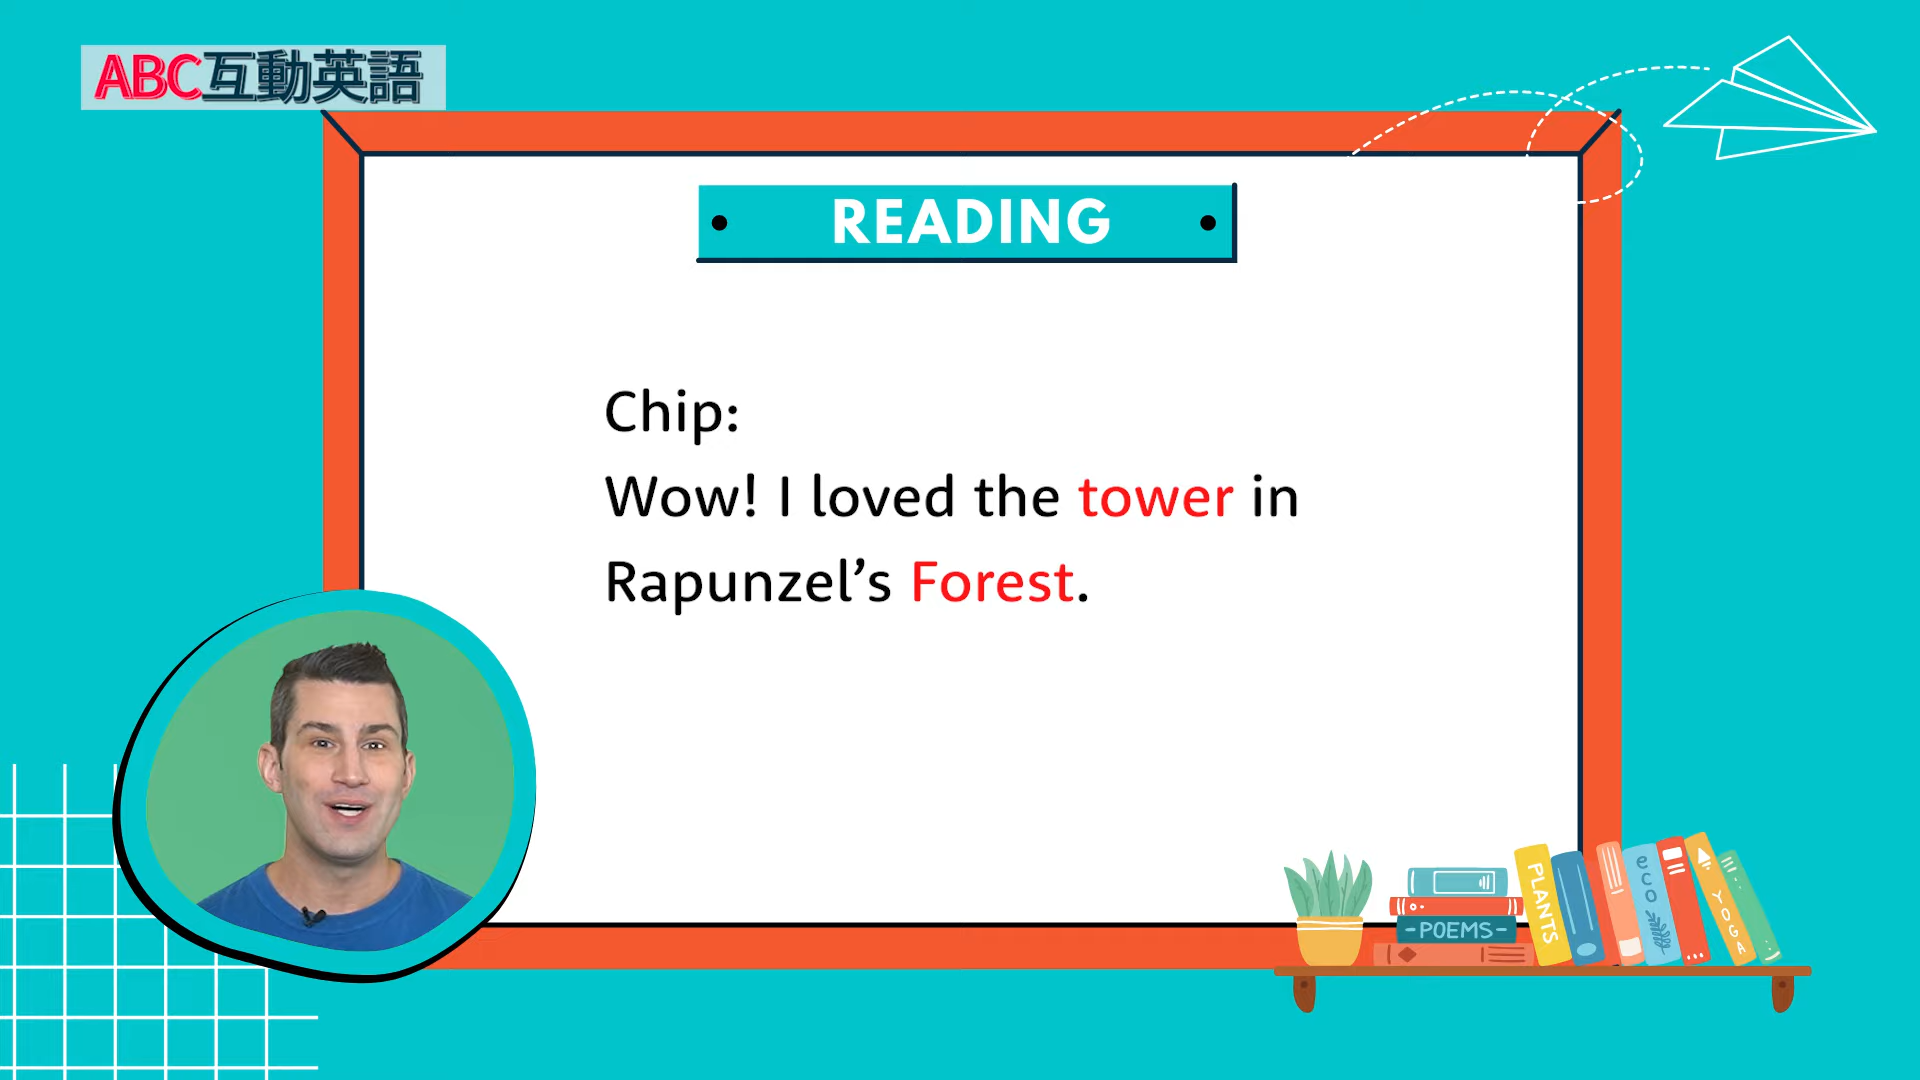 ABC互動英語
READING
Chip:
Wow! I loved the tower in
Rapunzel’s Forest.
POEMS
PLANTS
eco
YOGA